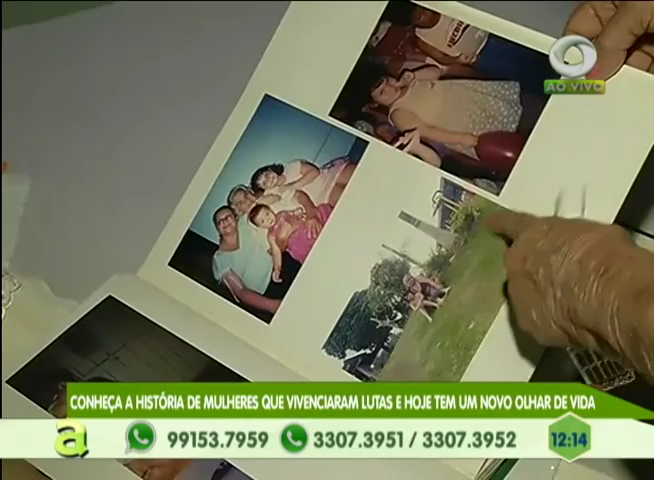 AO VIVO
CONHEÇA A HISTÓRIA DE MULHERES QUE VIVENCIARAM LUTAS E HOJE TEM UM NOVO OLHAR DE VIDA
a 99153.7959 3307.3951 / 3307.3952 12:14